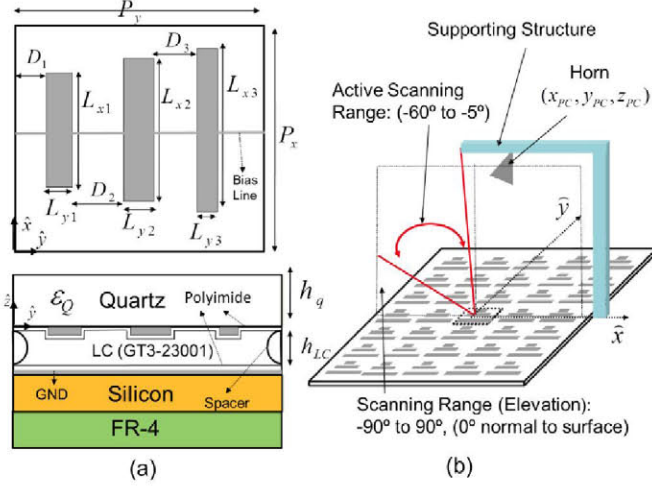 P_y
D_1
D_3
L_x1
L_x2
L_x3
P_x
D_2
Bias
Line
L_y1
L_y2
L_y3
x̂
ŷ
ẑ
ŷ
ε_Q
Quartz
Polyimide
h_q
LC (GT3-23001)
h_LC
GND
Silicon
Spacer
FR-4
(a)
Supporting Structure
Horn
(x_PC, y_PC, z_PC)
Active Scanning
Range: (-60º to -5º)
ŷ
x̂
Scanning Range (Elevation):
-90º to 90º, (0º normal to surface)
(b)